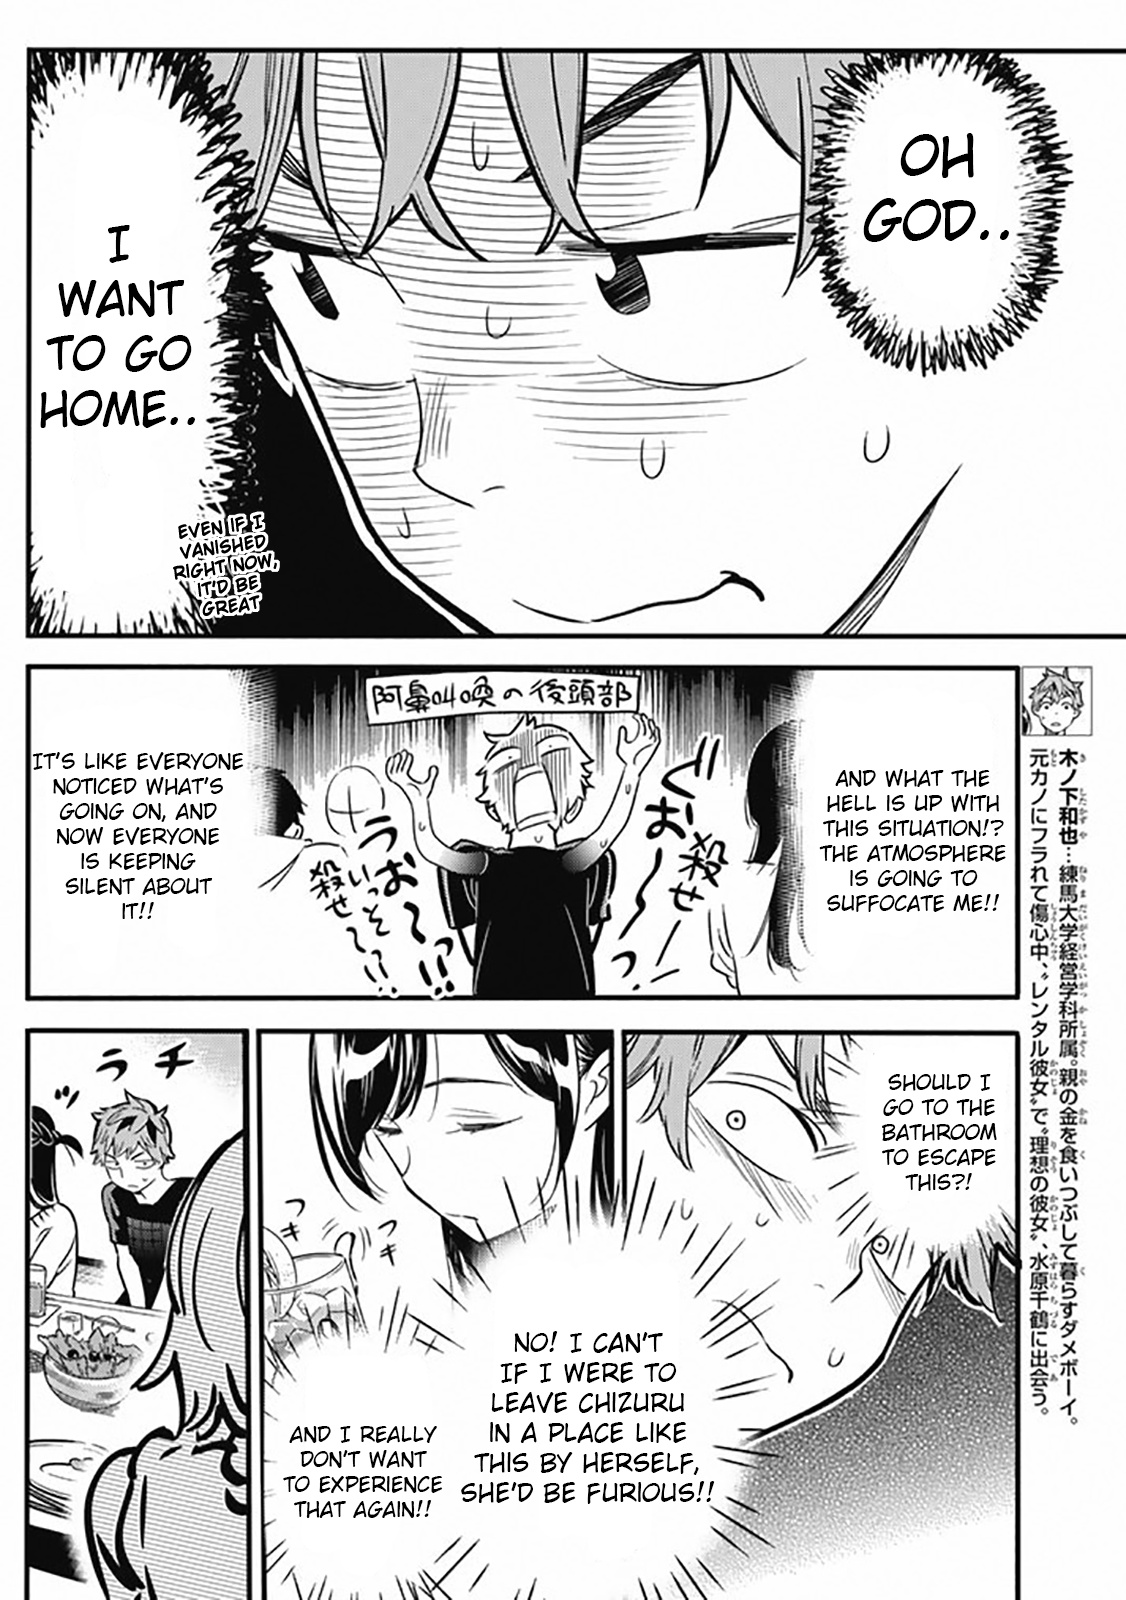 OH
GOD..
I
WANT
TO GO
HOME..
EVEN IF I
VANISHED
RIGHT NOW,
IT'D BE
GREAT
阿鼻叫喚の後頭部
AND WHAT THE
HELL IS UP WITH
THIS SITUATION!?
THE ATMOSPHERE
IS GOING TO
SUFFOCATE ME!!
殺せ
うお〜〜
うお〜〜!!
いっそ
殺せ〜!
IT'S LIKE EVERYONE
NOTICED WHAT'S
GOING ON, AND
NOW EVERYONE
IS KEEPING
SILENT ABOUT
IT!!
木ノ下和也…練馬大学経営学科所属。親の金を食いつぶして暮らすダメボーイ。
元カノにフラれて傷心中、〝レンタル彼女〟で〝理想の彼女〟、水原千鶴に出会う。
SHOULD I
GO TO THE
BATHROOM
TO ESCAPE
THIS?!
NO! I CAN'T
IF I WERE TO
LEAVE CHIZURU
IN A PLACE LIKE
THIS BY HERSELF,
SHE'D BE FURIOUS!!
AND I REALLY
DON'T WANT
TO EXPERIENCE
THAT AGAIN!!
ツキ
ツキ
チラ